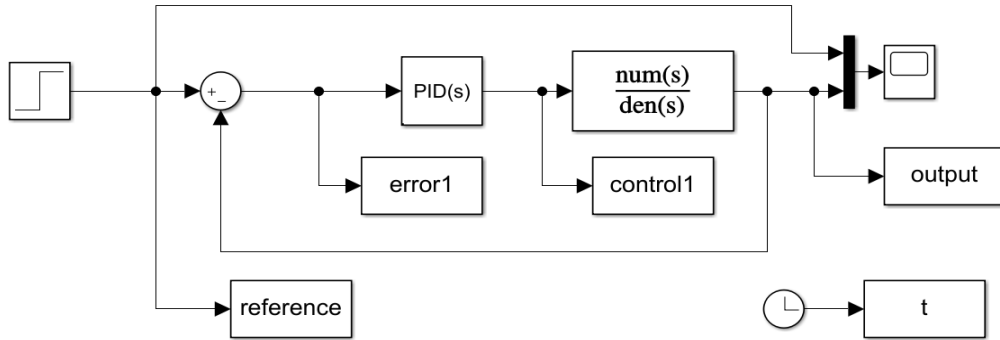 PID(s)
num(s)
den(s)
+
−
error1
control1
output
reference
t